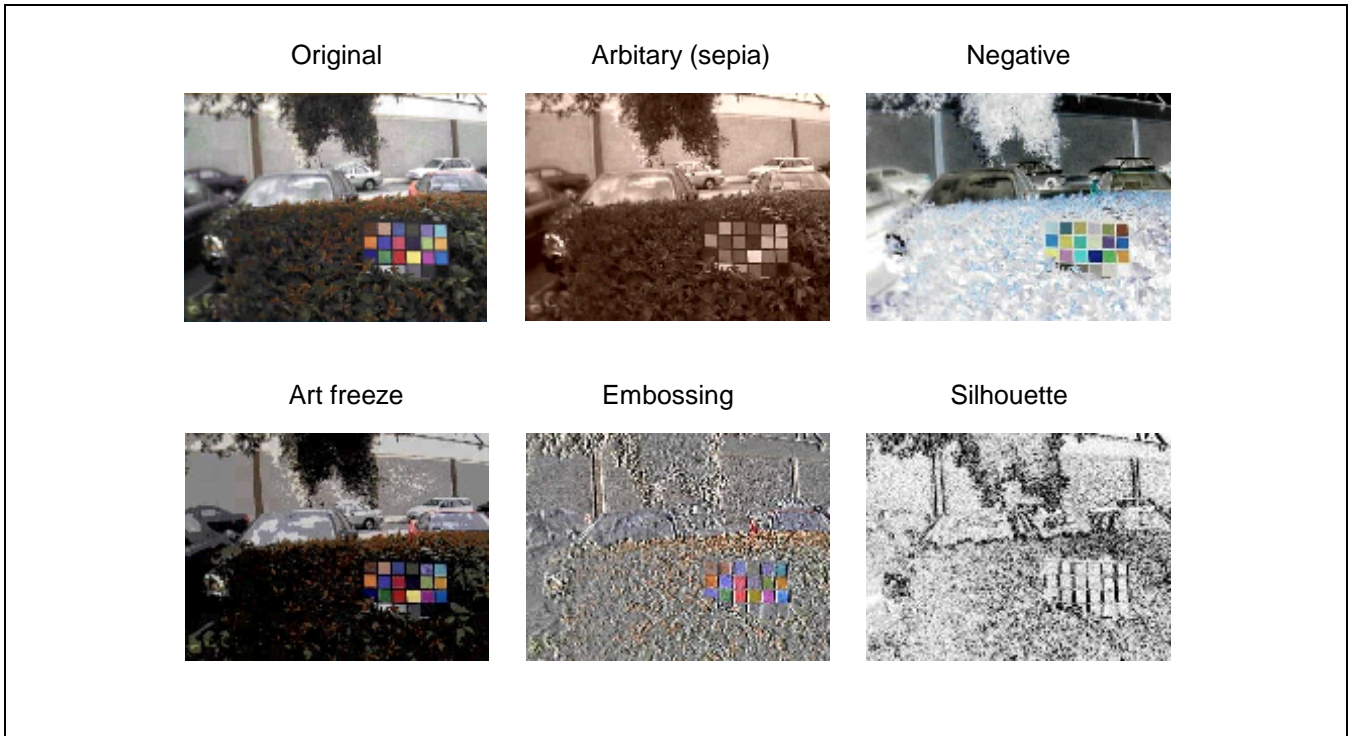 Original
Arbitary (sepia)
Negative
Art freeze
Embossing
Silhouette